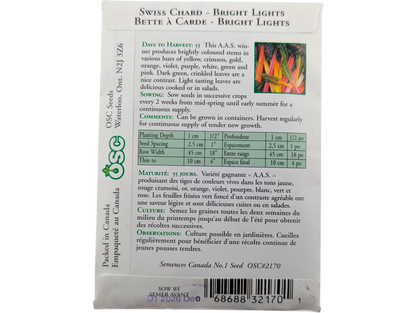 Swiss Chard - Bright Lights
Bette à Carde - Bright Lights
Days to Harvest: 55 This A.A.S. win-
ner produces brightly coloured stems in
various hues of yellow, crimson, gold,
orange, violet, purple, white, green and
pink. Dark green, crinkled leaves are a
nice contrast. Light tasting leaves are
delicious cooked or in salads.
Sowing: Sow seeds in successive crops
every 2 weeks from mid-spring until early summer for a
continuous supply.
Comments: Can be grown in containers. Harvest regularly
for continuous supply of tender new growth.
Planting Depth 1 cm 1/2" Profondeur 1 cm 1/2 po
Seed Spacing 2.5 cm 1" Espacement 2.5 cm 1 po
Row Width 45 cm 18" Entre rangs 45 cm 18 po
Thin to 10 cm 4" Espace final 10 cm 4 po
Maturité: 55 jours. Variété gagnante « A.A.S. »
produisant des tiges de couleurs vives dans les tons jaune,
rouge cramoisi, or, orange, violet, pourpre, blanc, vert et
rose. Les feuilles frisées vert foncé d'un contraste agréable ont
une saveur légère et sont délicieuses cuites ou en salades.
Culture: Semez les graines toutes les deux semaines du
milieu du printemps jusqu'au début de l'été pour obtenir
des récoltes successives.
Observations: Culture possible en jardinières. Cueillez
régulièrement pour bénéficier d'une récolte continue de
jeunes pousses tendres.
Semences Canada No.1 Seed OSC#2170
OSC Seeds
Waterloo, Ont. N2J 3Z6
OSC
Packed in Canada
Empaqueté au Canada
SOW BY
SEMER AVANT
68688 32170 1